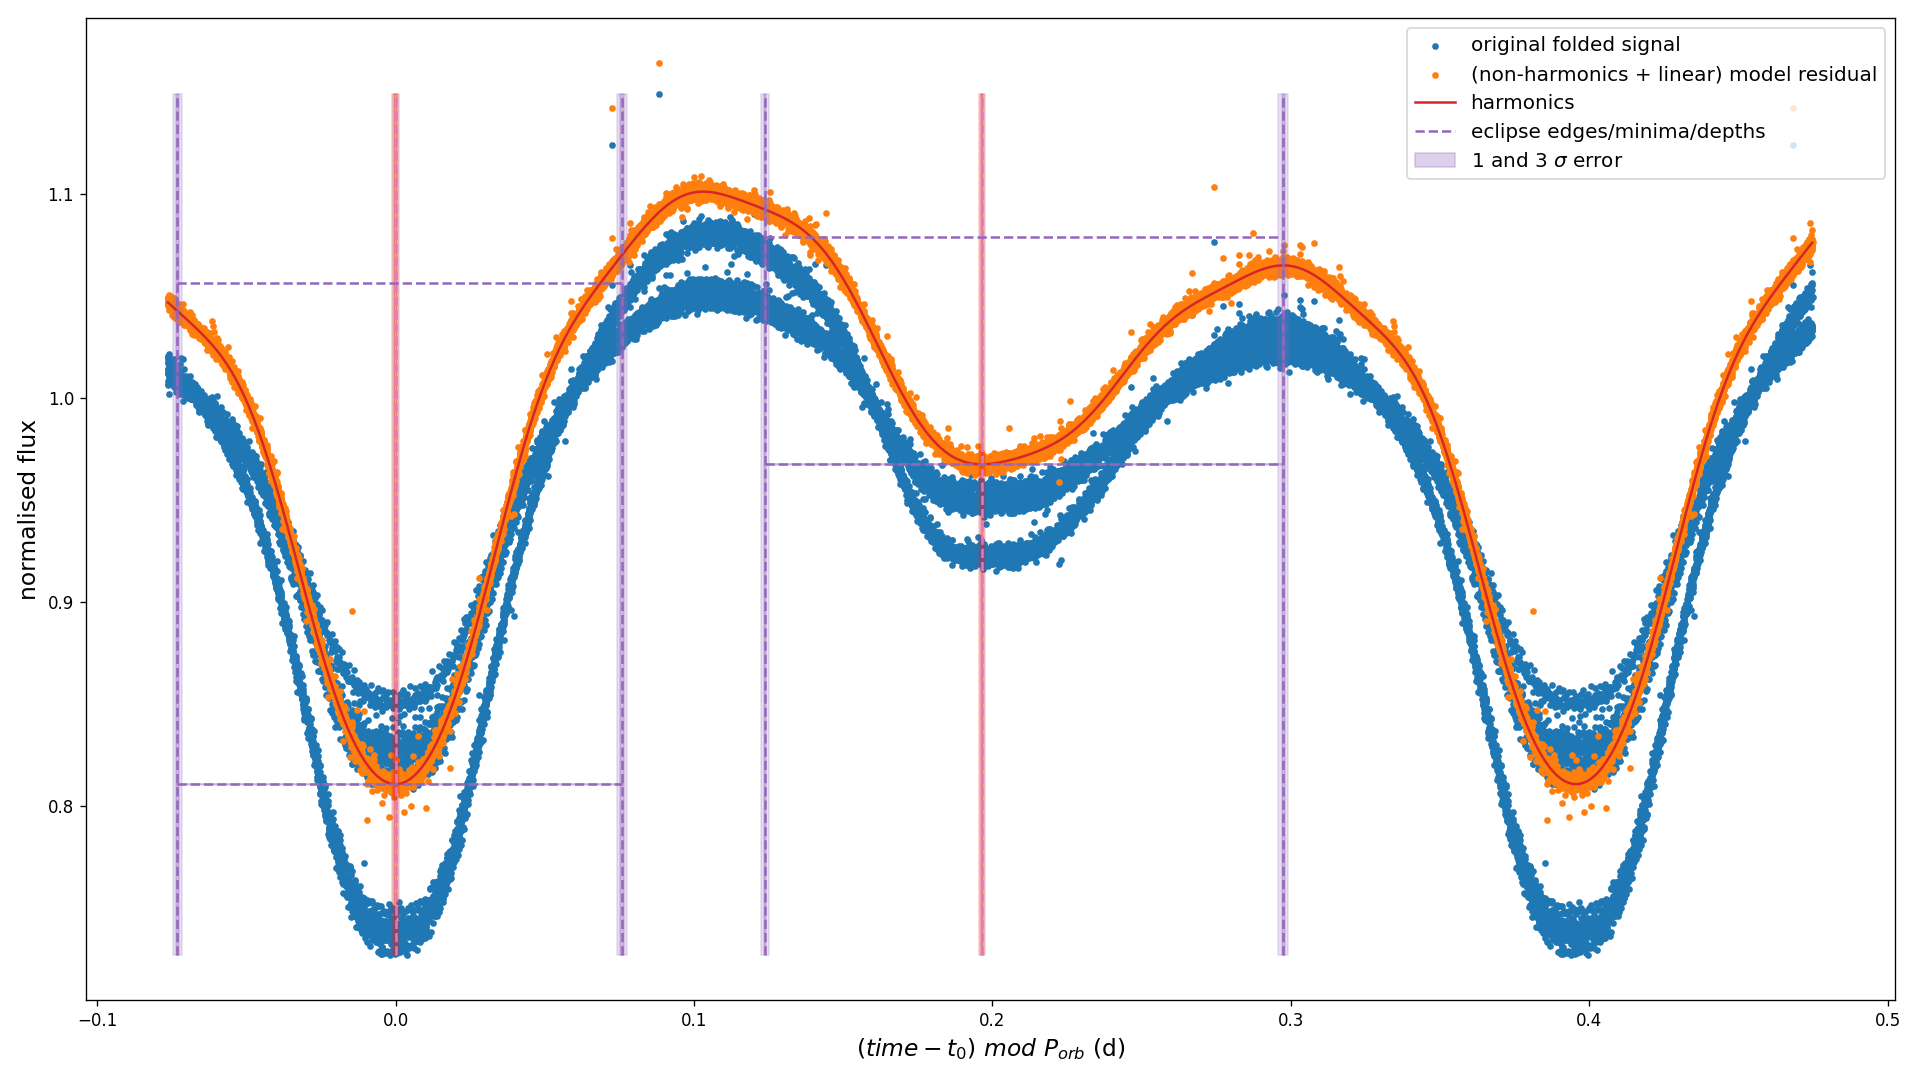 original folded signal
(non-harmonics + linear) model residual
harmonics
eclipse edges/minima/depths
1 and 3 σ error
normalised flux
1.1
1.0
0.9
0.8
−0.1
0.0
0.1
0.2
0.3
0.4
0.5
(time − t₀) mod P_orb (d)